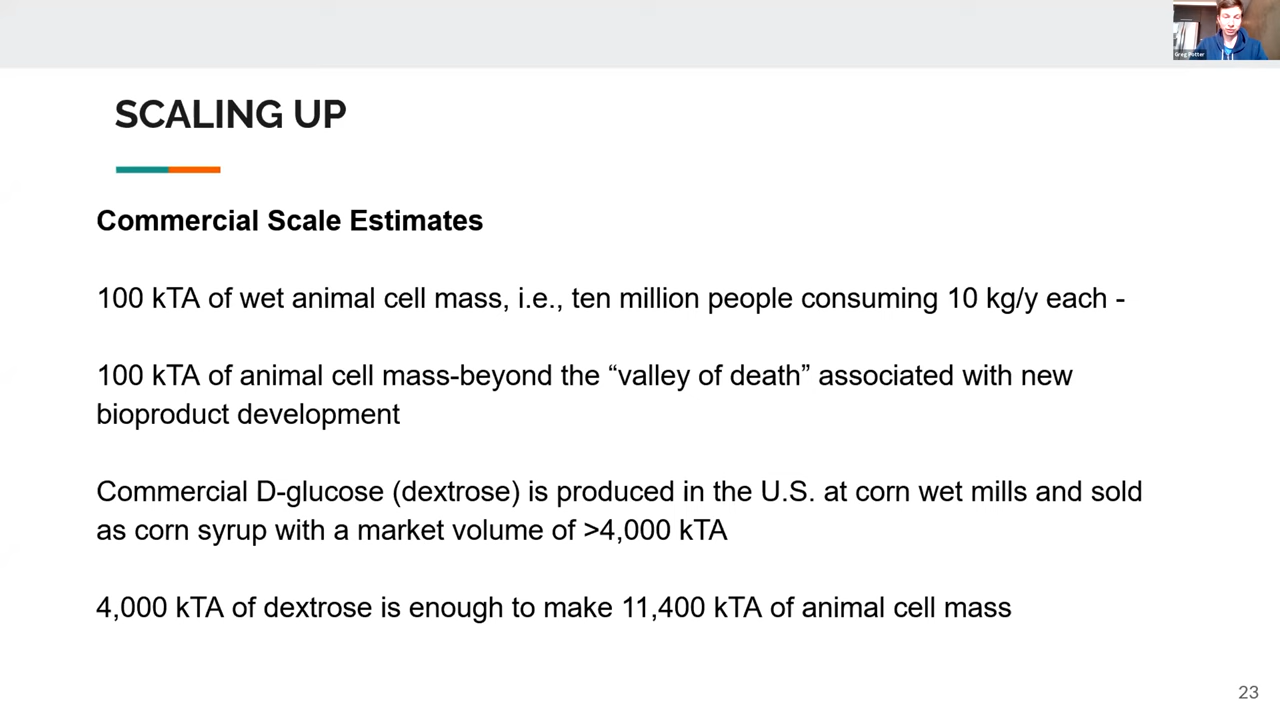 Greg Potter
SCALING UP
Commercial Scale Estimates
100 kTA of wet animal cell mass, i.e., ten million people consuming 10 kg/y each -
100 kTA of animal cell mass-beyond the “valley of death” associated with new
bioproduct development
Commercial D-glucose (dextrose) is produced in the U.S. at corn wet mills and sold
as corn syrup with a market volume of >4,000 kTA
4,000 kTA of dextrose is enough to make 11,400 kTA of animal cell mass
23